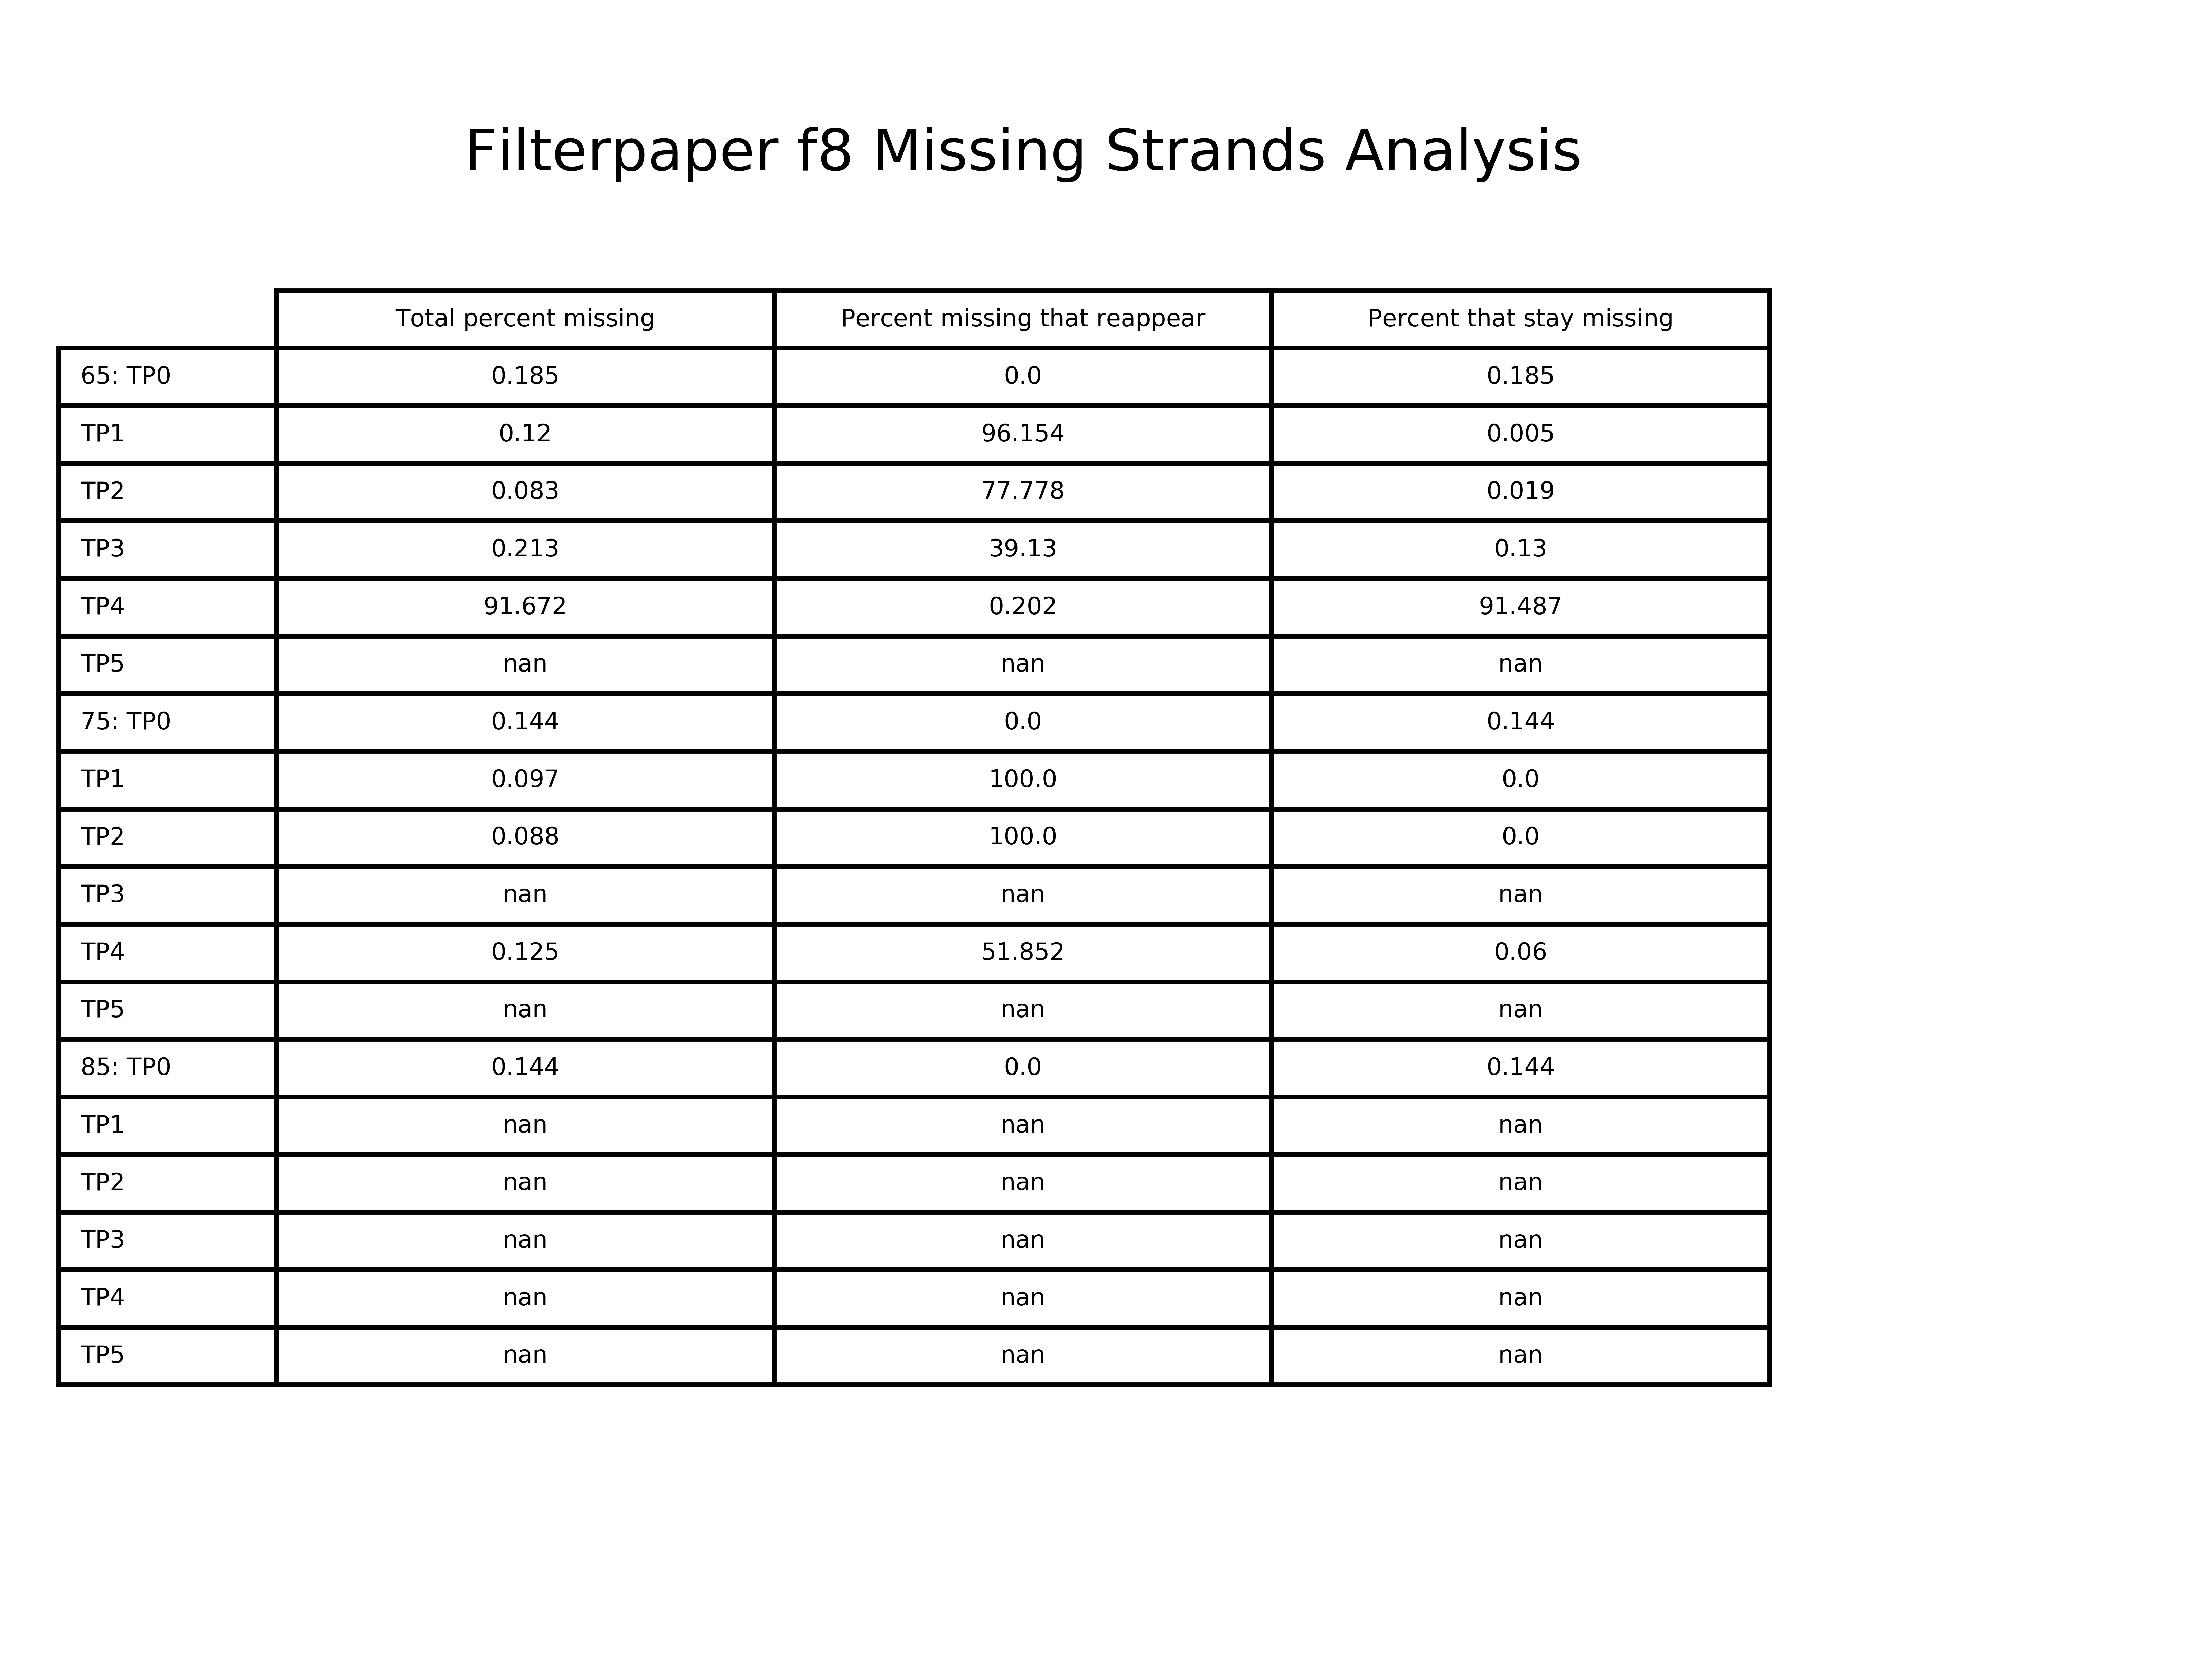 Filterpaper f8 Missing Strands Analysis
Total percent missing Percent missing that reappear Percent that stay missing
65: TP0 0.185 0.0 0.185
TP1 0.12 96.154 0.005
TP2 0.083 77.778 0.019
TP3 0.213 39.13 0.13
TP4 91.672 0.202 91.487
TP5 nan nan nan
75: TP0 0.144 0.0 0.144
TP1 0.097 100.0 0.0
TP2 0.088 100.0 0.0
TP3 nan nan nan
TP4 0.125 51.852 0.06
TP5 nan nan nan
85: TP0 0.144 0.0 0.144
TP1 nan nan nan
TP2 nan nan nan
TP3 nan nan nan
TP4 nan nan nan
TP5 nan nan nan